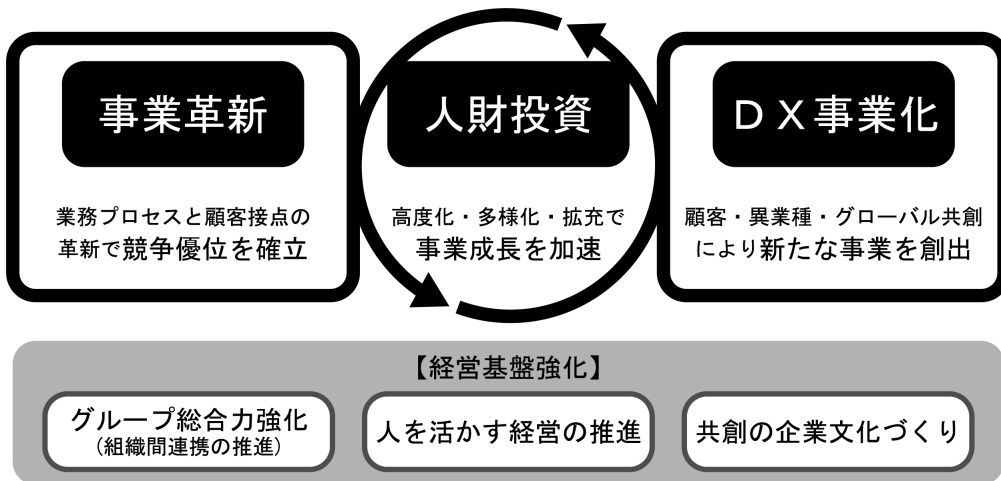 事業革新
業務プロセスと顧客接点の
革新で競争優位を確立
人財投資
高度化・多様化・拡充で
事業成長を加速
ＤＸ事業化
顧客・異業種・グローバル共創
により新たな事業を創出
【経営基盤強化】
グループ総合力強化
(組織間連携の推進)
人を活かす経営の推進
共創の企業文化づくり